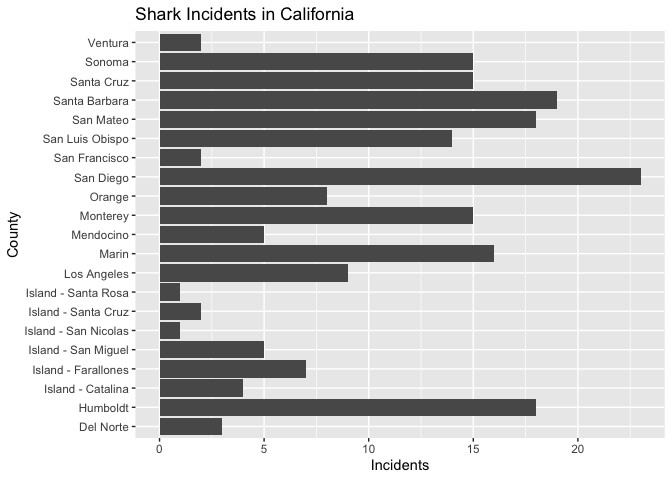 Shark Incidents in California
County
Ventura
Sonoma
Santa Cruz
Santa Barbara
San Mateo
San Luis Obispo
San Francisco
San Diego
Orange
Monterey
Mendocino
Marin
Los Angeles
Island - Santa Rosa
Island - Santa Cruz
Island - San Nicolas
Island - San Miguel
Island - Farallones
Island - Catalina
Humboldt
Del Norte
0 5 10 15 20
Incidents